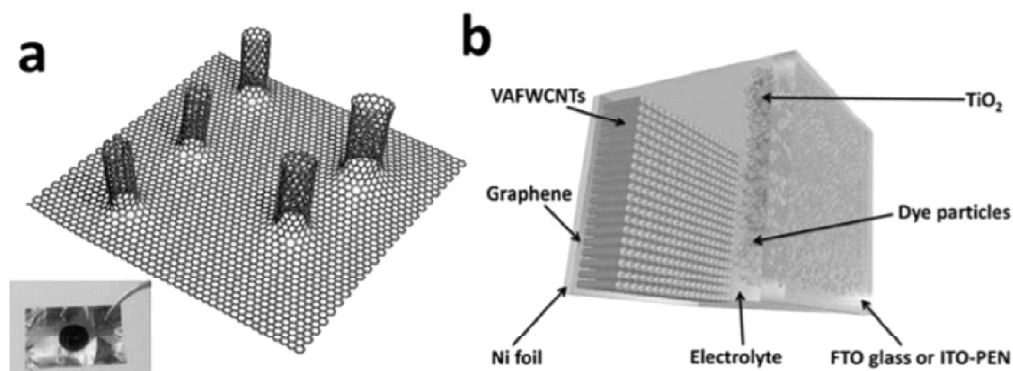 a
b
VAFWCNTs
TiO₂
Graphene
Dye particles
Ni foil
Electrolyte
FTO glass or ITO-PEN